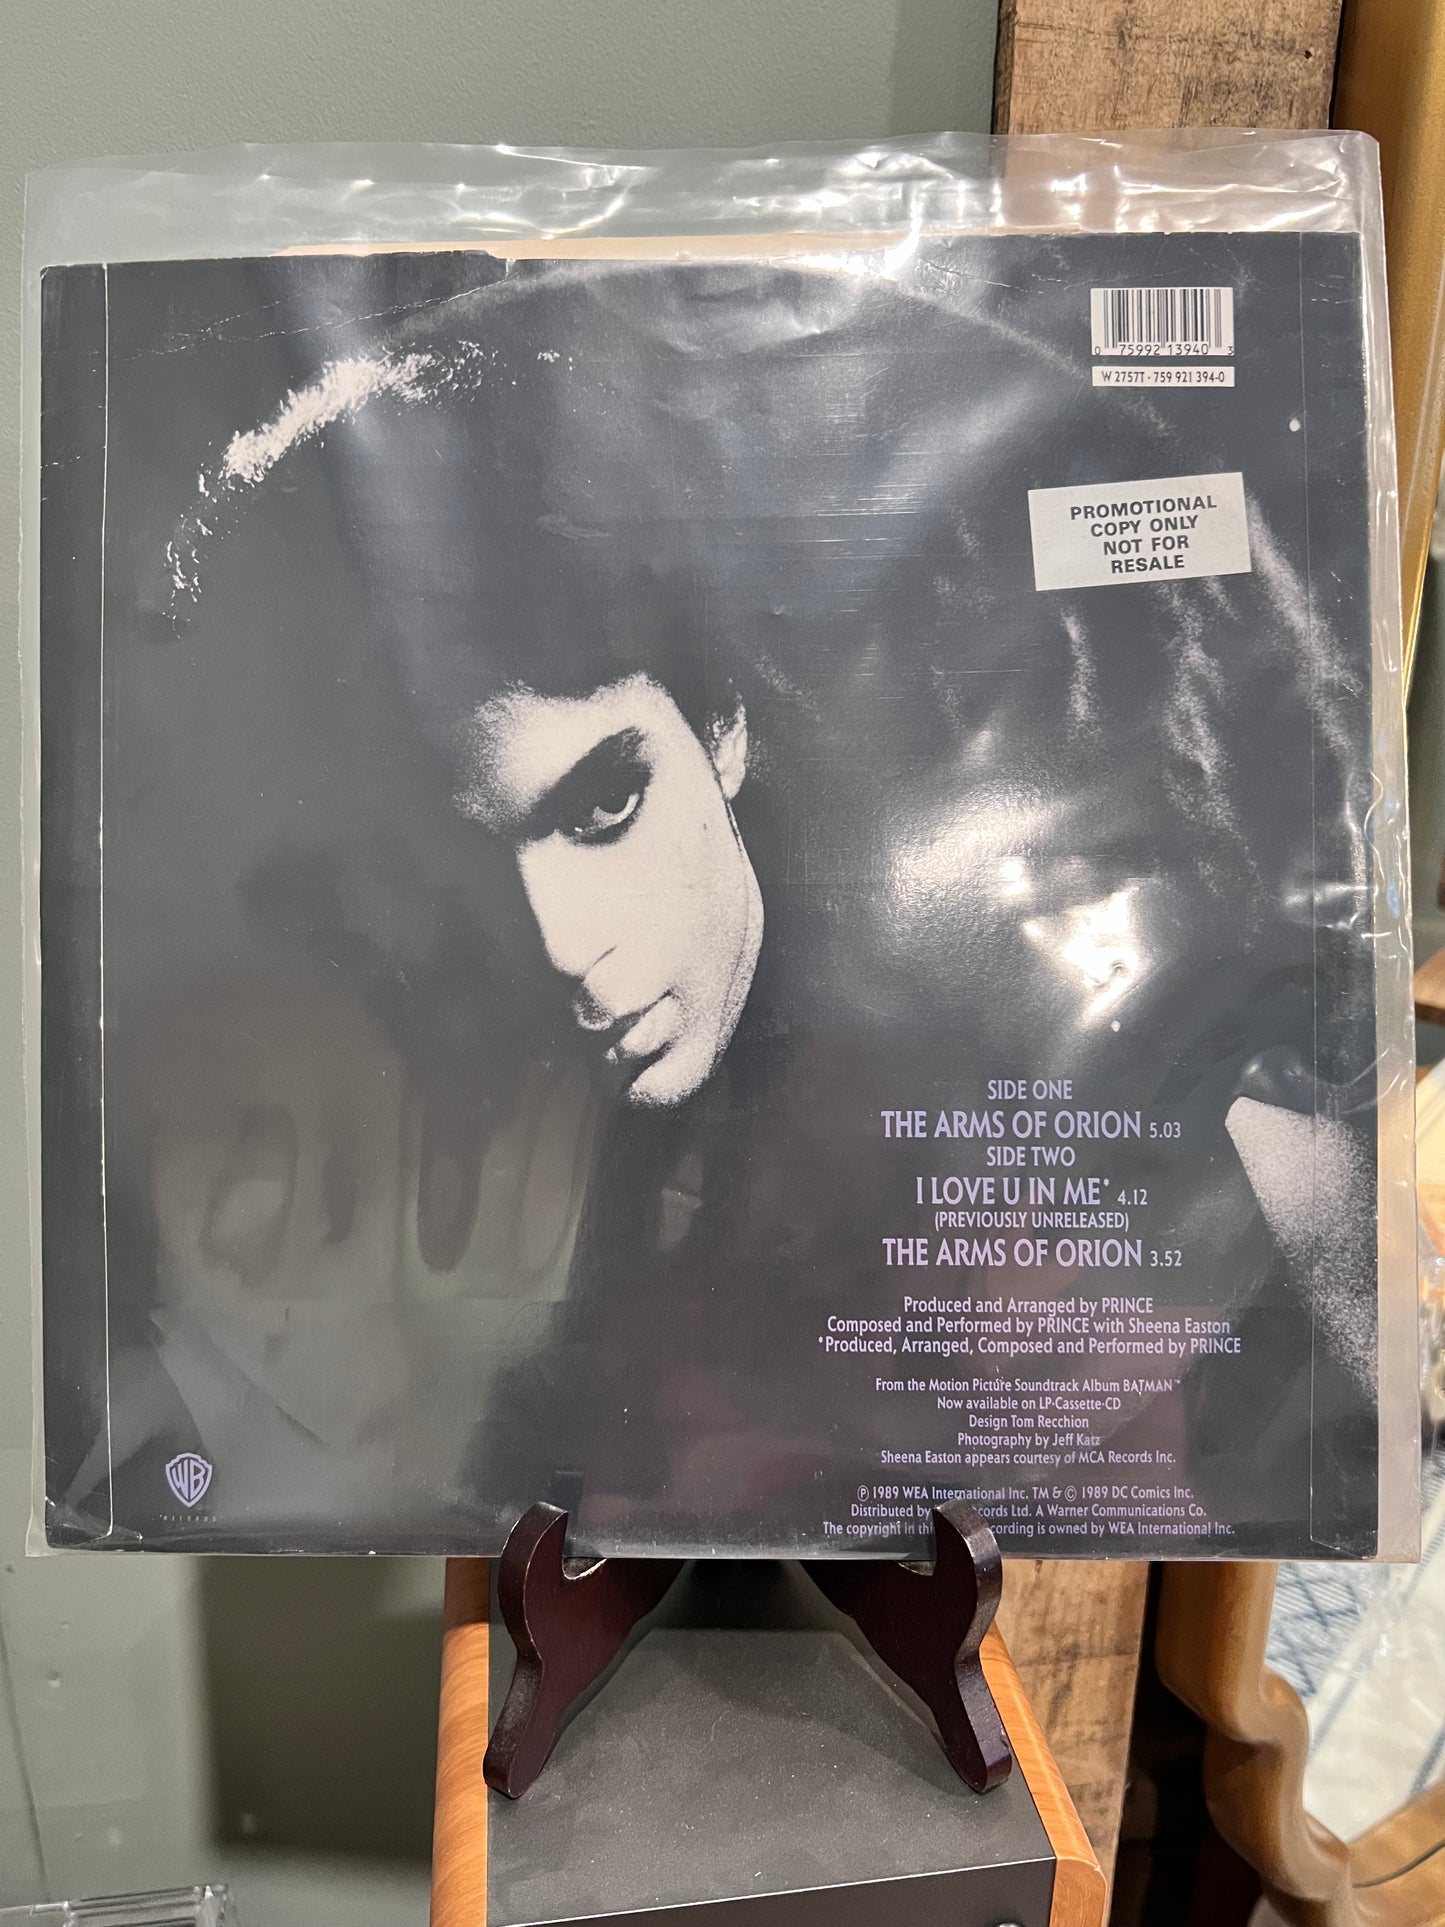 0 75992 13940 3
W 2757T · 759 921 394-0
PROMOTIONAL
COPY ONLY
NOT FOR
RESALE
SIDE ONE
THE ARMS OF ORION 5.03
SIDE TWO
I LOVE U IN ME* 4.12
(PREVIOUSLY UNRELEASED)
THE ARMS OF ORION 3.52
Produced and Arranged by PRINCE
Composed and Performed by PRINCE with Sheena Easton
*Produced, Arranged, Composed and Performed by PRINCE
From the Motion Picture Soundtrack Album BATMAN™
Now available on LP·Cassette·CD
Design Tom Recchion
Photography by Jeff Katz
Sheena Easton appears courtesy of MCA Records Inc.
℗ 1989 WEA International Inc. TM & © 1989 DC Comics Inc.
Distributed by Records Ltd. A Warner Communications Co.
The copyright in this recording is owned by WEA International Inc.
WB
RECORDS